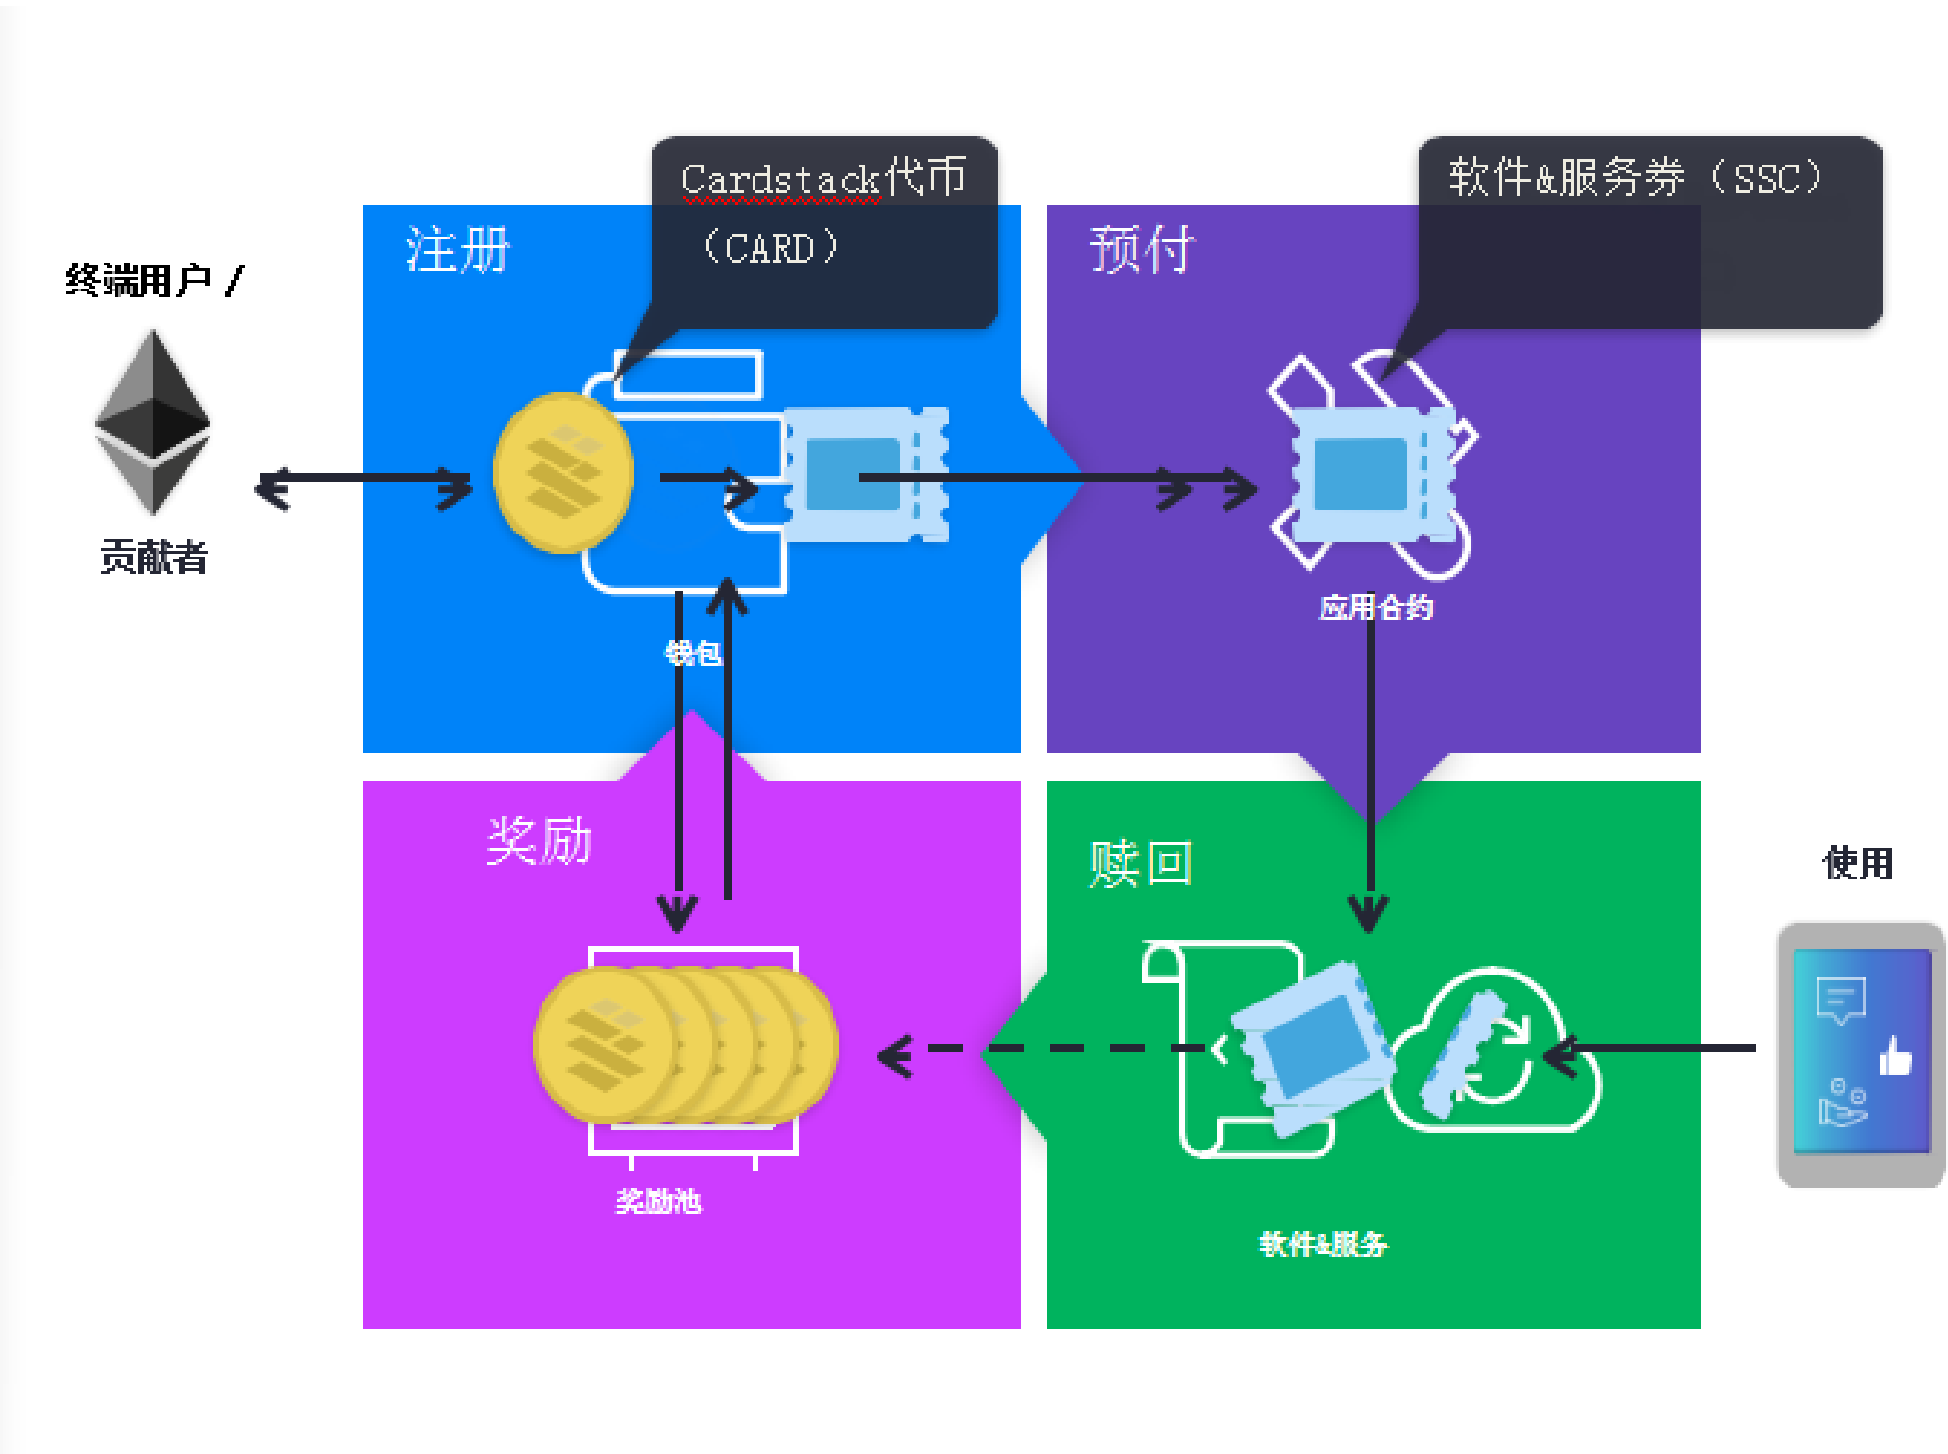 Cardstack代币
（CARD）
软件&服务券（SSC）
注册
预付
终端用户 /
贡献者
钱包
应用合约
奖励
赎回
使用
奖励池
软件&服务